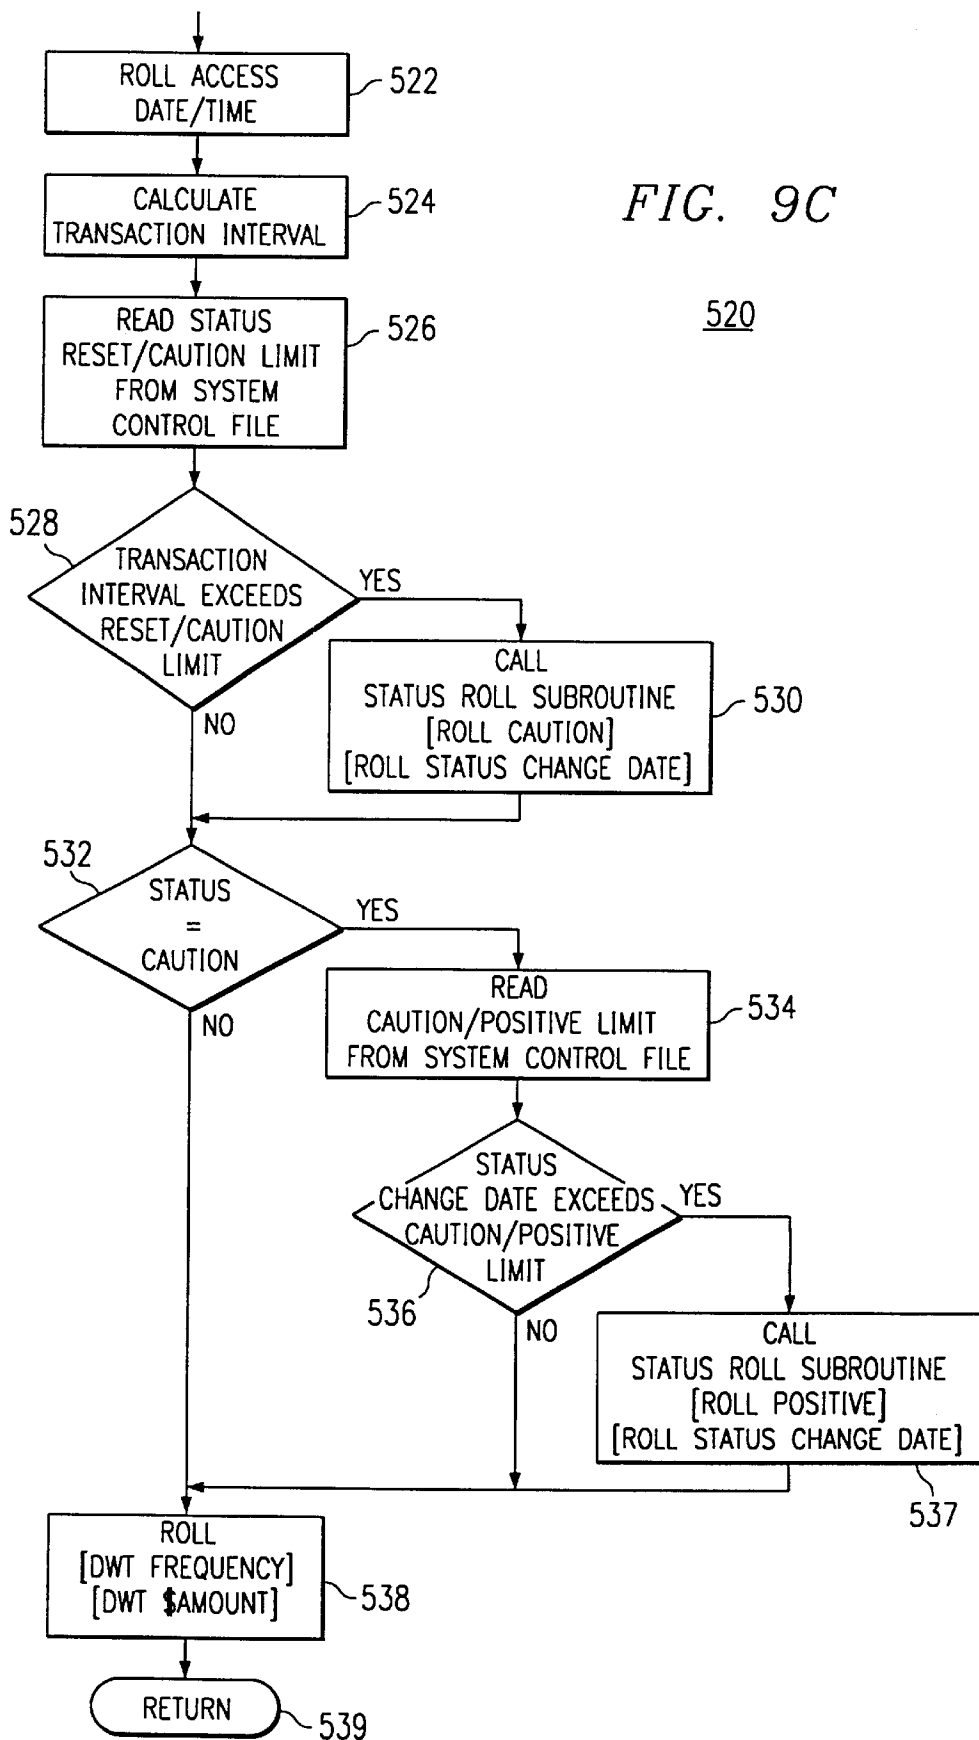 ROLL ACCESS
DATE/TIME
522
CALCULATE
TRANSACTION INTERVAL
524
FIG. 9C
520
READ STATUS
RESET/CAUTION LIMIT
FROM SYSTEM
CONTROL FILE
526
528
TRANSACTION
INTERVAL EXCEEDS
RESET/CAUTION
LIMIT
YES
NO
CALL
STATUS ROLL SUBROUTINE
[ROLL CAUTION]
[ROLL STATUS CHANGE DATE]
530
532
STATUS
=
CAUTION
YES
NO
READ
CAUTION/POSITIVE LIMIT
FROM SYSTEM CONTROL FILE
534
STATUS
CHANGE DATE EXCEEDS
CAUTION/POSITIVE
LIMIT
YES
536
NO
CALL
STATUS ROLL SUBROUTINE
[ROLL POSITIVE]
[ROLL STATUS CHANGE DATE]
537
ROLL
[DWT FREQUENCY]
[DWT $AMOUNT]
538
RETURN
539